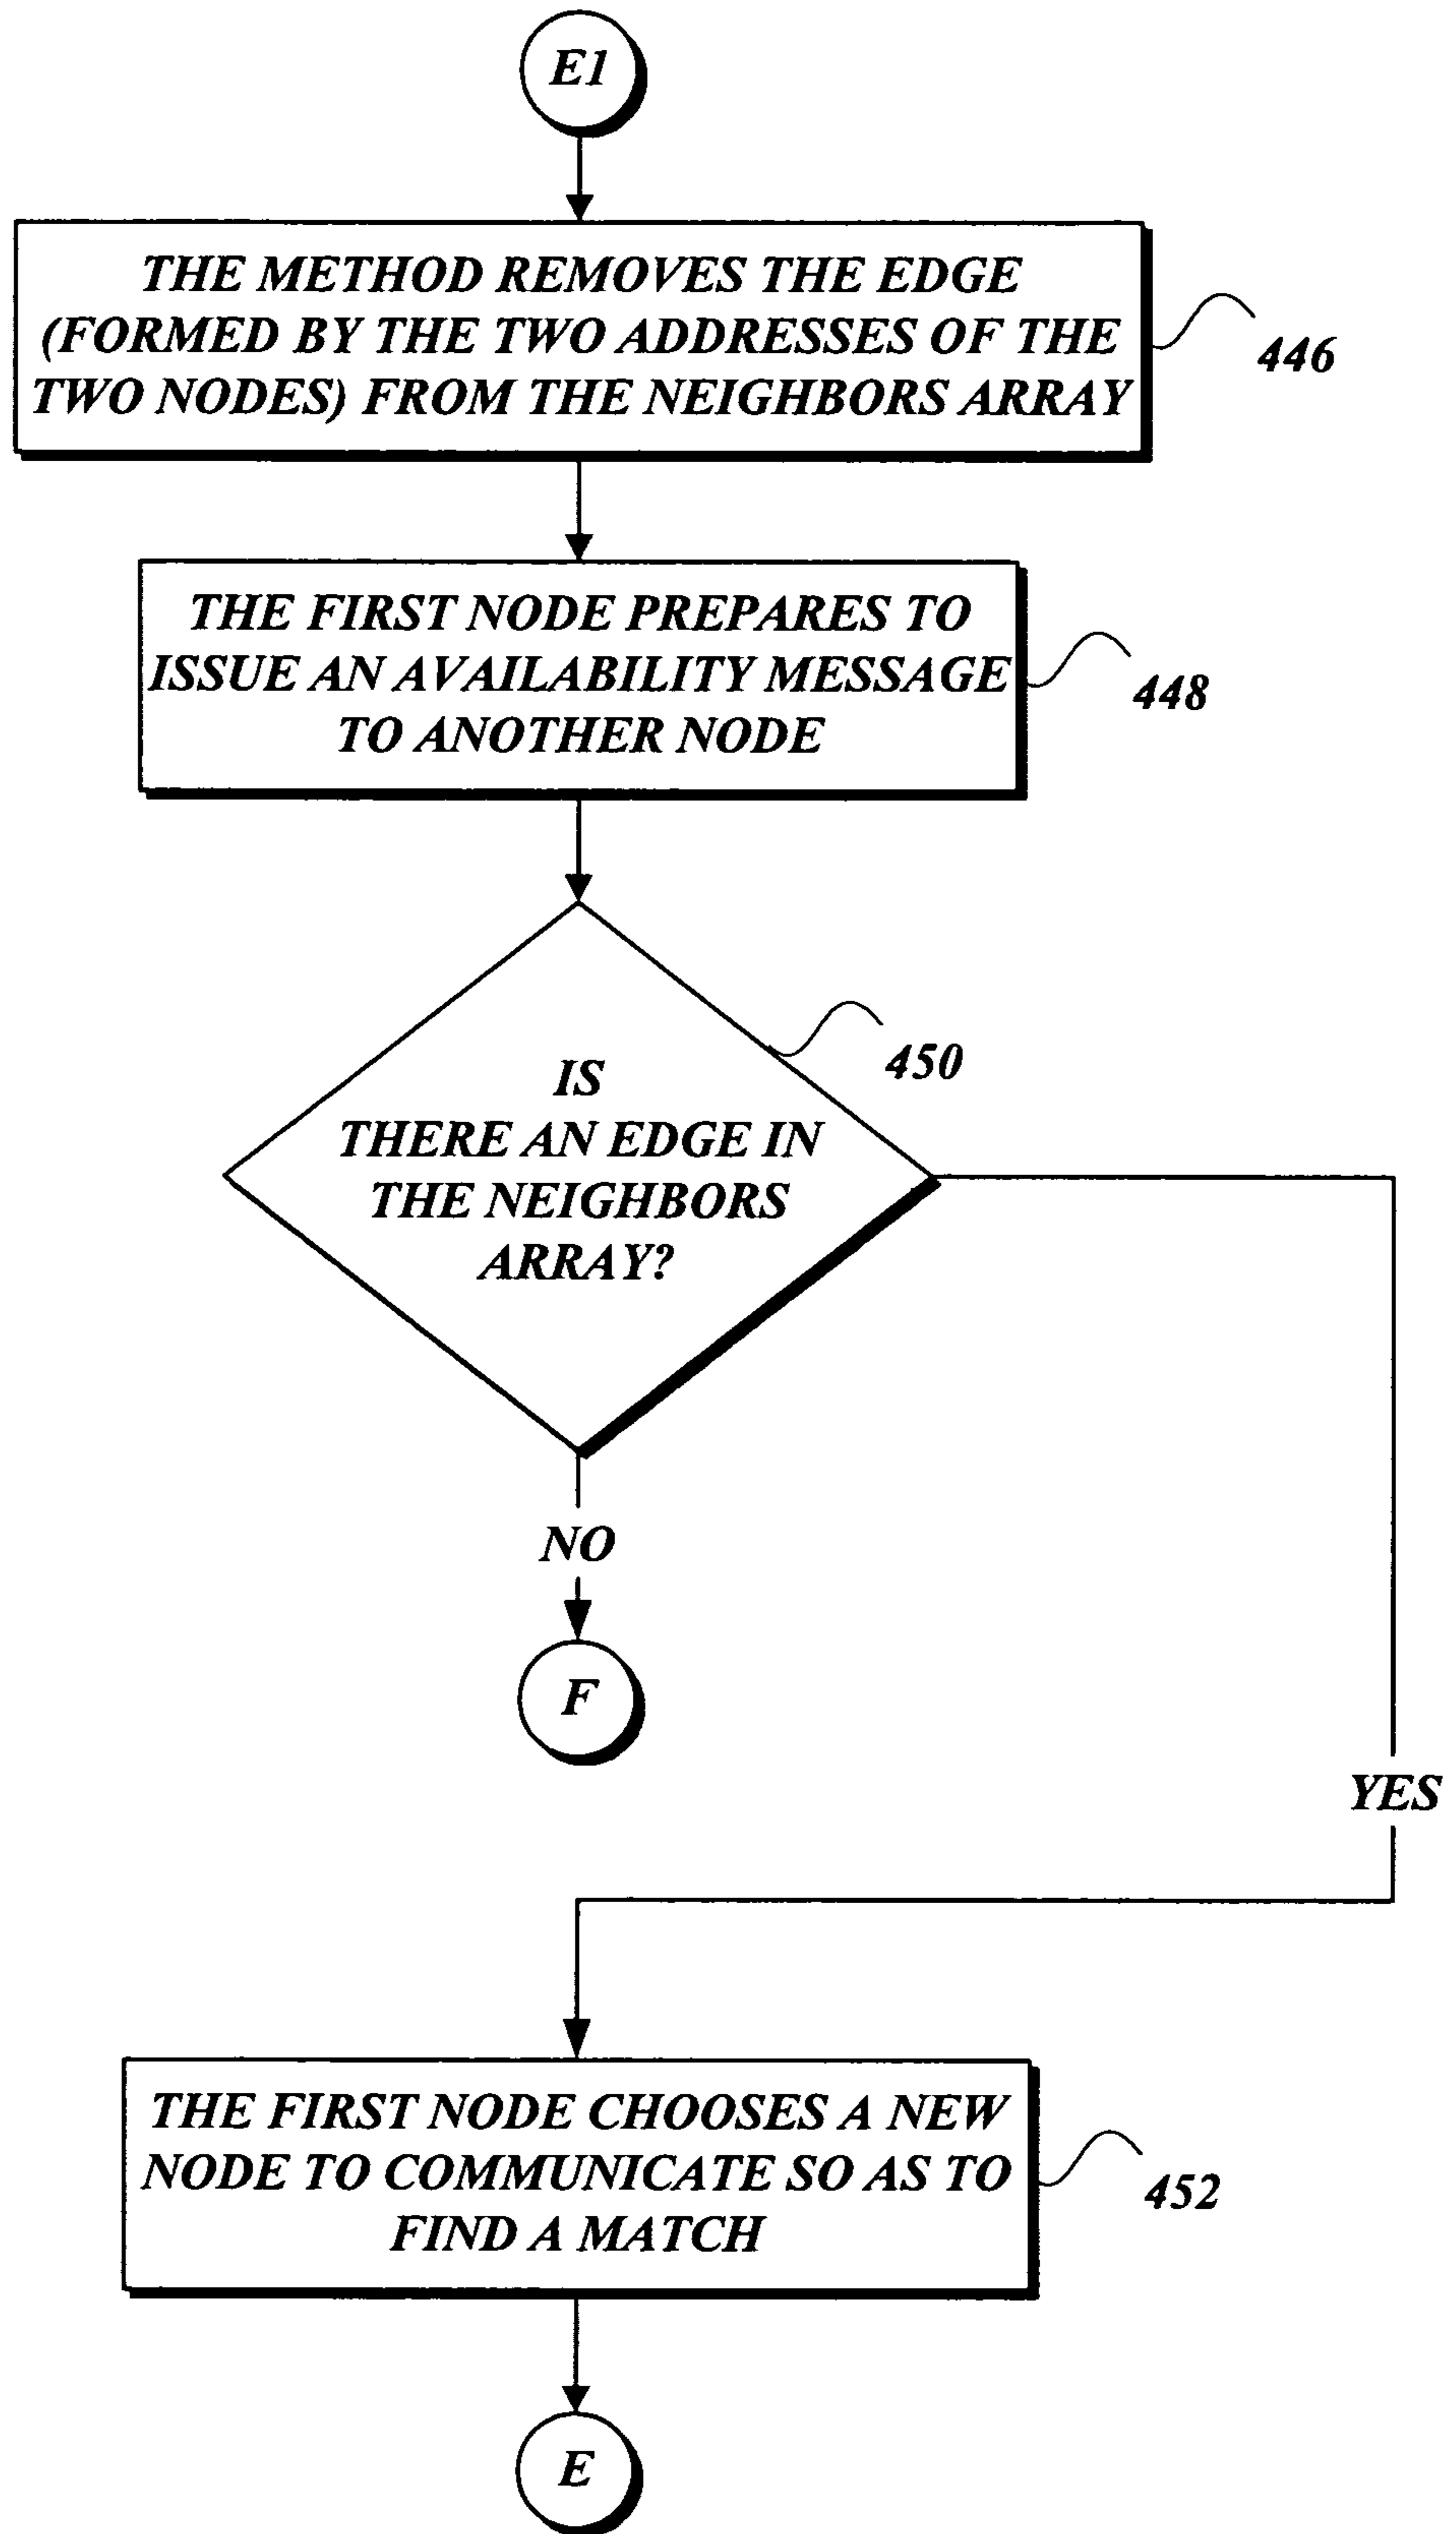 E1
THE METHOD REMOVES THE EDGE
(FORMED BY THE TWO ADDRESSES OF THE
TWO NODES) FROM THE NEIGHBORS ARRAY
446
THE FIRST NODE PREPARES TO
ISSUE AN AVAILABILITY MESSAGE
TO ANOTHER NODE
448
IS
THERE AN EDGE IN
THE NEIGHBORS
ARRAY?
450
NO
F
YES
THE FIRST NODE CHOOSES A NEW
NODE TO COMMUNICATE SO AS TO
FIND A MATCH
452
E